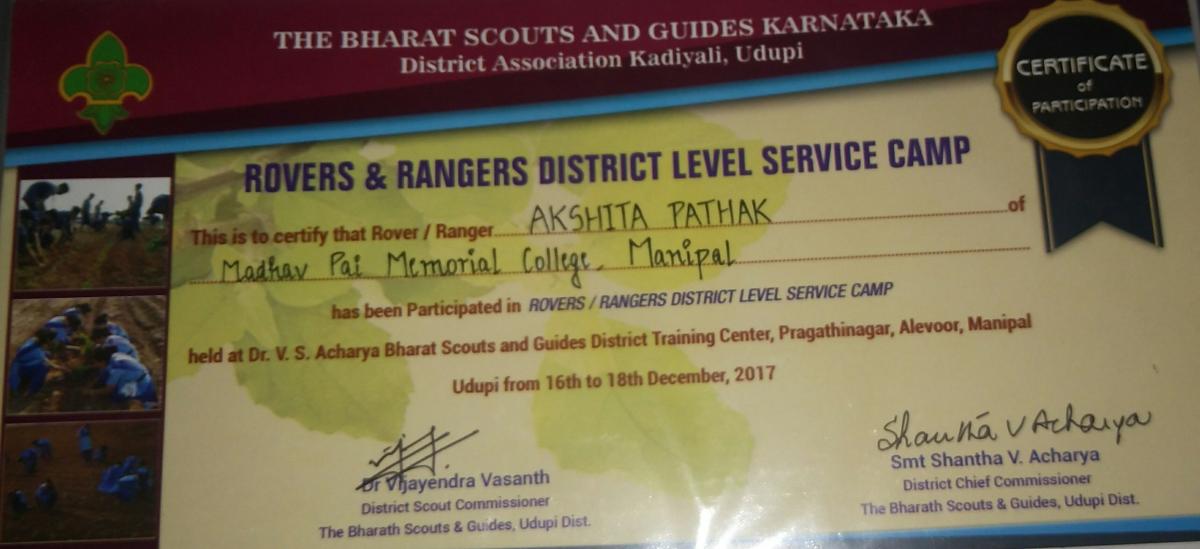 THE BHARAT SCOUTS AND GUIDES KARNATAKA
District Association Kadiyali, Udupi
CERTIFICATE
of
PARTICIPATION
ROVERS & RANGERS DISTRICT LEVEL SERVICE CAMP
This is to certify that Rover / Ranger AKSHITA PATHAK of
Madhav Pai Memorial College, Manipal
has been Participated in ROVERS / RANGERS DISTRICT LEVEL SERVICE CAMP
held at Dr. V. S. Acharya Bharat Scouts and Guides District Training Center, Pragathinagar, Alevoor, Manipal
Udupi from 16th to 18th December, 2017
Dr Vijayendra Vasanth
District Scout Commissioner
The Bharath Scouts & Guides, Udupi Dist.
Shantha V Acharya
Smt Shantha V. Acharya
District Chief Commissioner
The Bharath Scouts & Guides, Udupi Dist.